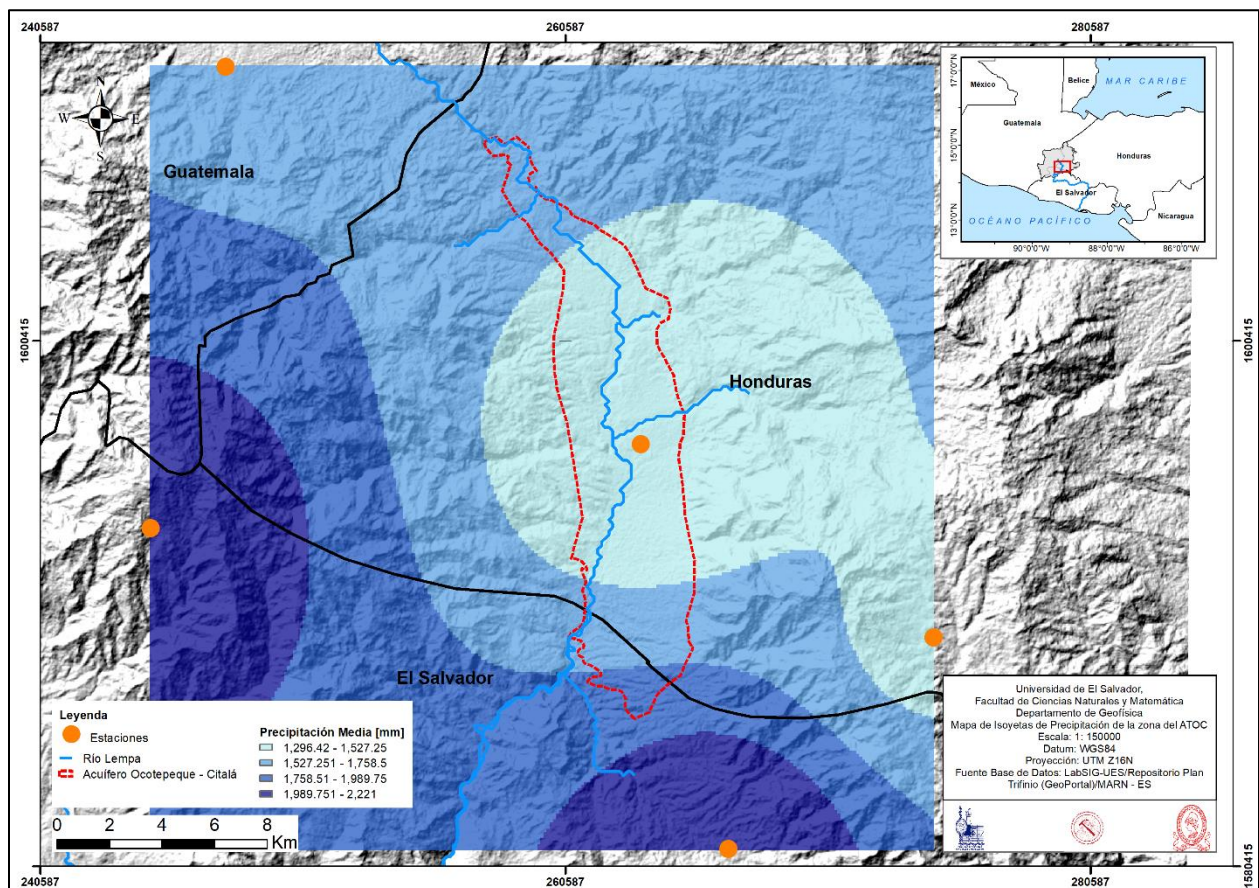 240587
260587
280587
N
W
E
S
Guatemala
Honduras
El Salvador
1600415
1600415
1580415
240587
260587
280587
México
Belice
MAR CARIBE
Guatemala
Honduras
El Salvador
Nicaragua
OCÉANO PACÍFICO
17°0'0"N
15°0'0"N
13°0'0"N
90°0'0"W
88°0'0"W
86°0'0"W
Leyenda
Estaciones
Río Lempa
Acuífero Ocotepeque - Citalá
Precipitación Media [mm]
1,296.42 - 1,527.25
1,527.251 - 1,758.5
1,758.51 - 1,989.75
1,989.751 - 2,221
0 2 4 6 8
Km
Universidad de El Salvador,
Facultad de Ciencias Naturales y Matemática
Departamento de Geofísica
Mapa de Isoyetas de Precipitación de la zona del ATOC
Escala: 1: 150000
Datum: WGS84
Proyección: UTM Z16N
Fuente Base de Datos: LabSIG-UES/Repositorio Plan
Trifinio (GeoPortal)/MARN - ES